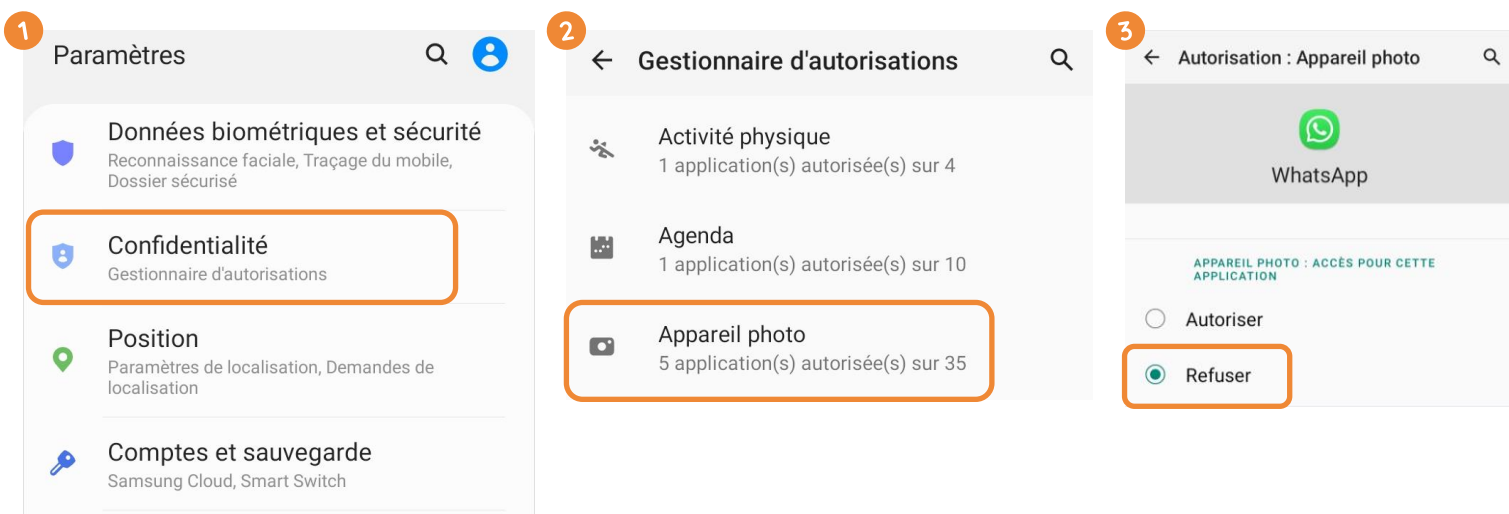 1
Paramètres
Données biométriques et sécurité
Reconnaissance faciale, Traçage du mobile,
Dossier sécurisé
Confidentialité
Gestionnaire d'autorisations
Position
Paramètres de localisation, Demandes de
localisation
Comptes et sauvegarde
Samsung Cloud, Smart Switch
2
Gestionnaire d'autorisations
Activité physique
1 application(s) autorisée(s) sur 4
Agenda
1 application(s) autorisée(s) sur 10
Appareil photo
5 application(s) autorisée(s) sur 35
3
Autorisation : Appareil photo
WhatsApp
APPAREIL PHOTO : ACCÈS POUR CETTE
APPLICATION
Autoriser
Refuser